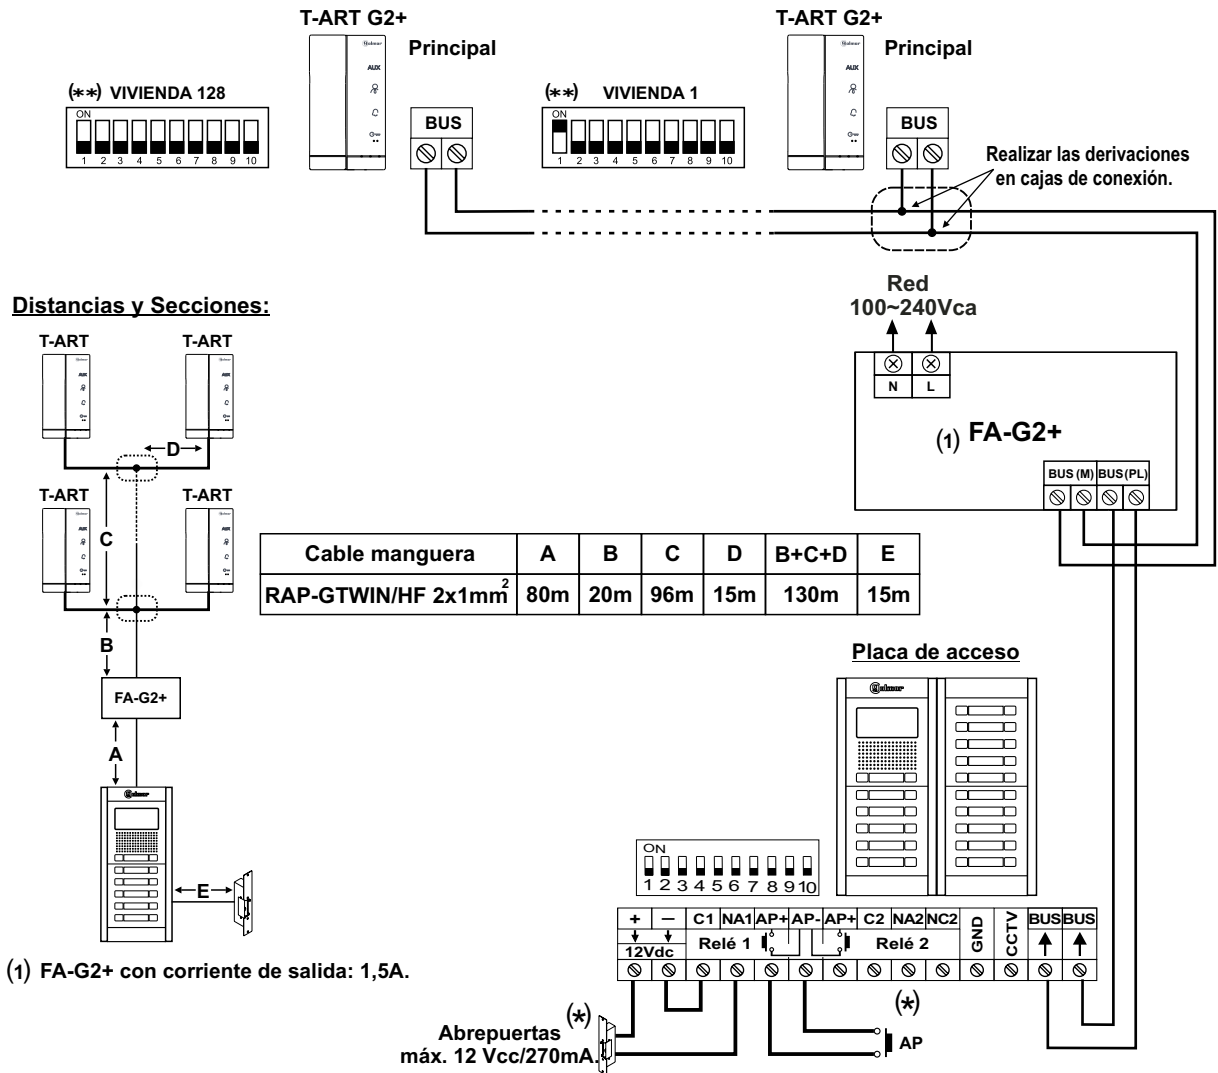 T-ART G2+
T-ART G2+
Principal
Principal
(**) VIVIENDA 128
(**) VIVIENDA 1
ON
1 2 3 4 5 6 7 8 9 10
ON
1 2 3 4 5 6 7 8 9 10
Golmar
AUX
Golmar
AUX
BUS
BUS
Realizar las derivaciones
en cajas de conexión.
Red
100~240Vca
N L
(1) FA-G2+
BUS (M) BUS (PL)
Distancias y Secciones:
T-ART T-ART
D
T-ART T-ART
C
B
FA-G2+
A
Golmar
E
(1) FA-G2+ con corriente de salida: 1,5A.
Cable manguera A B C D B+C+D E
RAP-GTWIN/HF 2x1mm2 80m 20m 96m 15m 130m 15m
Placa de acceso
Golmar
ON
1 2 3 4 5 6 7 8 9 10
+ − C1 NA1 AP+ AP- AP+ C2 NA2 NC2 GND CCTV BUS BUS
12Vdc Relé 1 Relé 2
(*)
(*)
Abrepuertas
máx. 12 Vcc/270mA.
AP